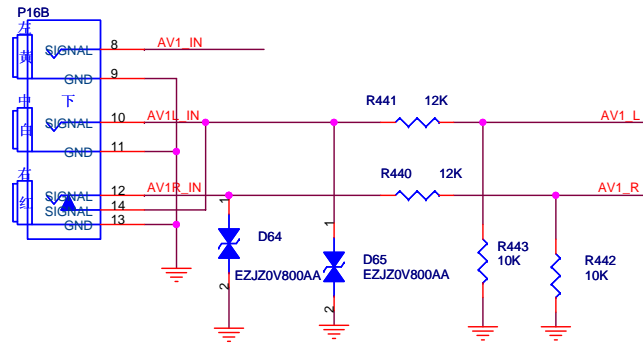 P16B
左
黄
SIGNAL
8
AV1_IN
GND
9
中
下
白
SIGNAL
10
AV1L_IN
R441
12K
AV1_L
GND
11
右
红
SIGNAL
12
AV1R_IN
R440
12K
AV1_R
SIGNAL
14
GND
13
1
D64
EZJZ0V800AA
2
1
D65
EZJZ0V800AA
2
R443
10K
R442
10K